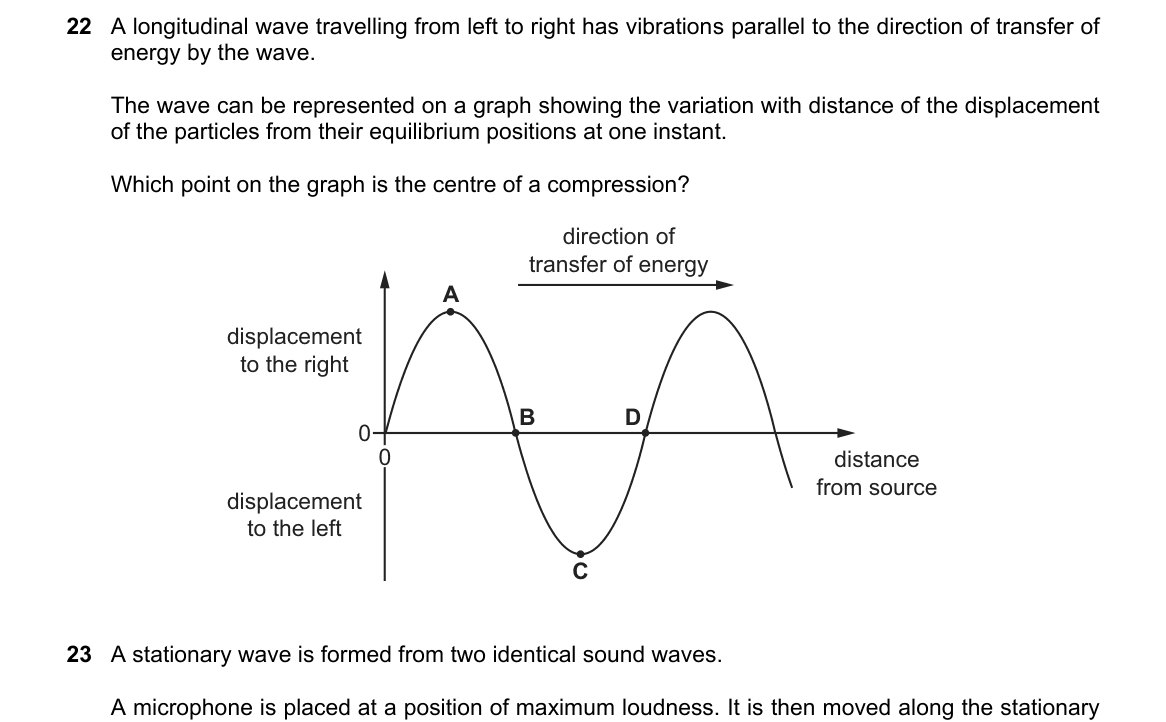 22 A longitudinal wave travelling from left to right has vibrations parallel to the direction of transfer of
energy by the wave.
The wave can be represented on a graph showing the variation with distance of the displacement
of the particles from their equilibrium positions at one instant.
Which point on the graph is the centre of a compression?
direction of
transfer of energy
A
displacement
to the right
B
D
0
0
distance
from source
displacement
to the left
C
23 A stationary wave is formed from two identical sound waves.
A microphone is placed at a position of maximum loudness. It is then moved along the stationary